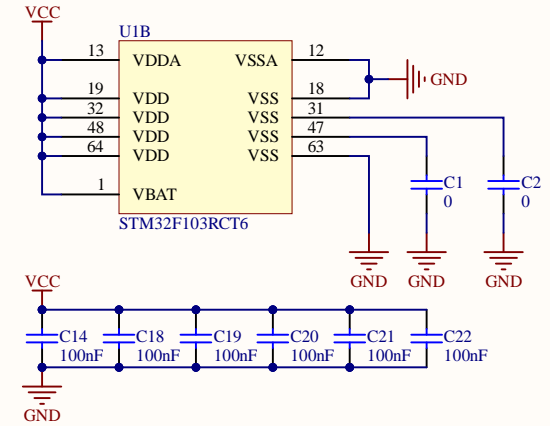 VCC
U1B
13 VDDA VSSA 12
GND
19 VDD VSS 18
32 VDD VSS 31
48 VDD VSS 47
64 VDD VSS 63
1 VBAT
STM32F103RCT6
C1 C2
0 0
GND GND GND
VCC
C14 C18 C19 C20 C21 C22
100nF 100nF 100nF 100nF 100nF 100nF
GND